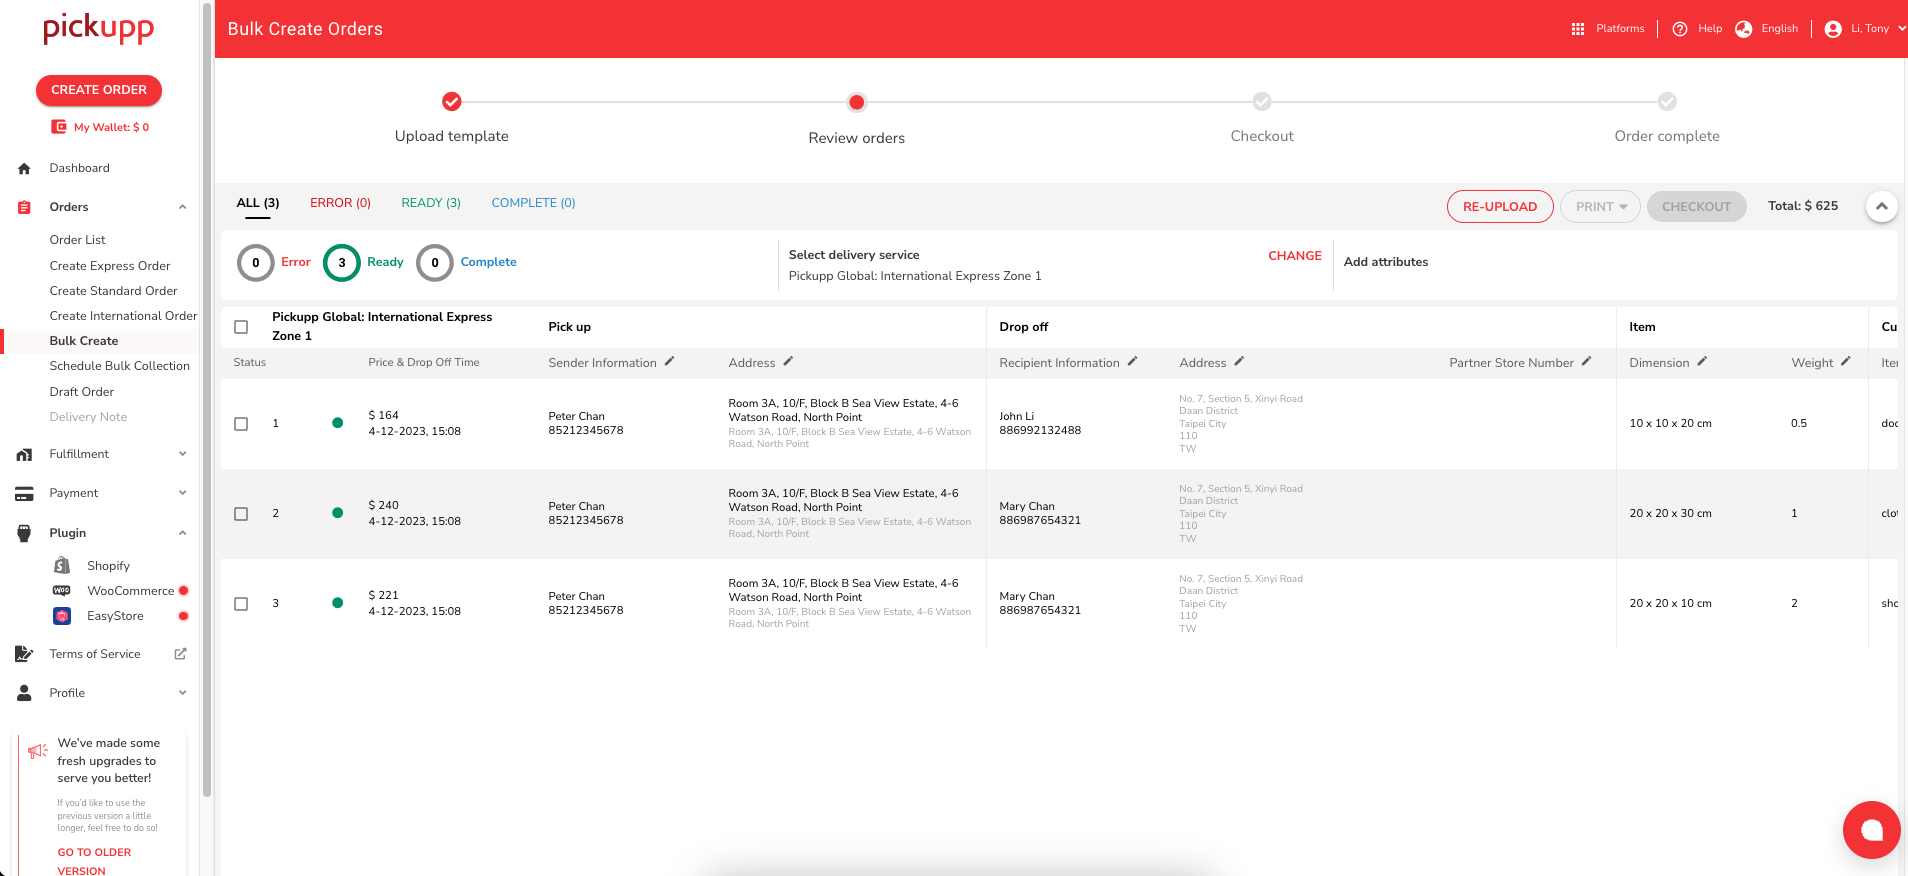 pickupp
CREATE ORDER
My Wallet: $ 0
Dashboard
Orders
Order List
Create Express Order
Create Standard Order
Create International Order
Bulk Create
Schedule Bulk Collection
Draft Order
Delivery Note
Fulfillment
Payment
Plugin
Shopify
WOO WooCommerce
EasyStore
Terms of Service
Profile
We've made some
fresh upgrades to
serve you better!
If you'd like to use the
previous version a little
longer, feel free to do so!
GO TO OLDER
VERSION
Bulk Create Orders
Platforms Help English Li, Tony
Upload template Review orders Checkout Order complete
ALL (3) ERROR (0) READY (3) COMPLETE (0) RE-UPLOAD PRINT CHECKOUT Total: $ 625
0 Error 3 Ready 0 Complete
Select delivery service
Pickupp Global: International Express Zone 1
CHANGE
Add attributes
Pickupp Global: International Express
Zone 1
Pick up Drop off Item Cu
Status Price & Drop Off Time Sender Information Address Recipient Information Address Partner Store Number Dimension Weight Iter
1
$ 164
4-12-2023, 15:08
Peter Chan
85212345678
Room 3A, 10/F, Block B Sea View Estate, 4-6
Watson Road, North Point
Room 3A, 10/F, Block B Sea View Estate, 4-6 Watson
Road, North Point
John Li
886992132488
No. 7, Section 5, Xinyi Road
Daan District
Taipei City
110
TW
10 x 10 x 20 cm
0.5
doc
2
$ 240
4-12-2023, 15:08
Peter Chan
85212345678
Room 3A, 10/F, Block B Sea View Estate, 4-6
Watson Road, North Point
Room 3A, 10/F, Block B Sea View Estate, 4-6 Watson
Road, North Point
Mary Chan
886987654321
No. 7, Section 5, Xinyi Road
Daan District
Taipei City
110
TW
20 x 20 x 30 cm
1
clot
3
$ 221
4-12-2023, 15:08
Peter Chan
85212345678
Room 3A, 10/F, Block B Sea View Estate, 4-6
Watson Road, North Point
Room 3A, 10/F, Block B Sea View Estate, 4-6 Watson
Road, North Point
Mary Chan
886987654321
No. 7, Section 5, Xinyi Road
Daan District
Taipei City
110
TW
20 x 20 x 10 cm
2
sho